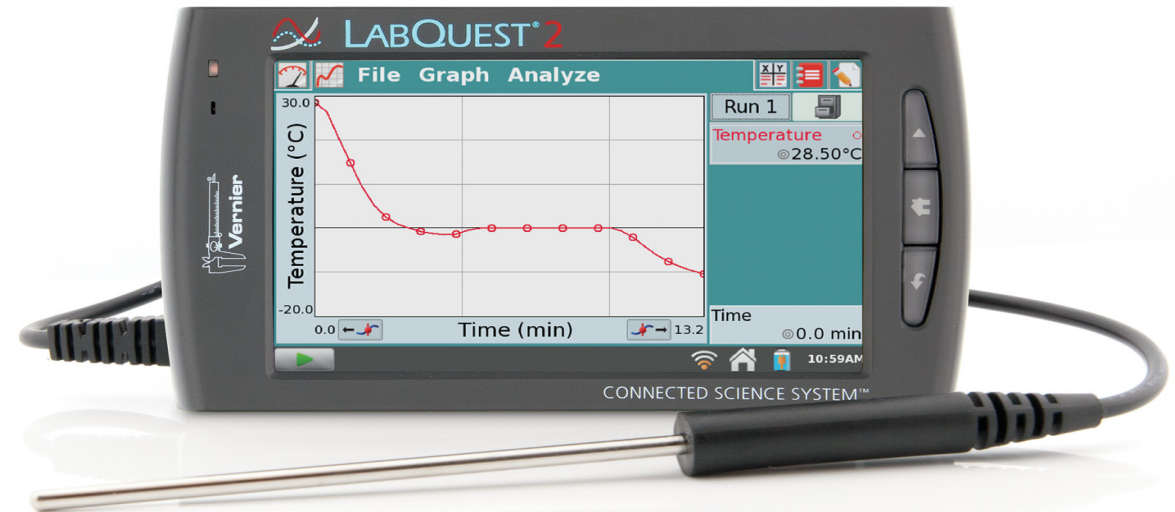 LABQUEST® 2
File Graph Analyze
X Y
30.0
Temperature (°C)
-20.0
0.0
Time (min)
13.2
Run 1
Temperature
28.50°C
Time
0.0 min
10:59AM
Vernier
CONNECTED SCIENCE SYSTEM™